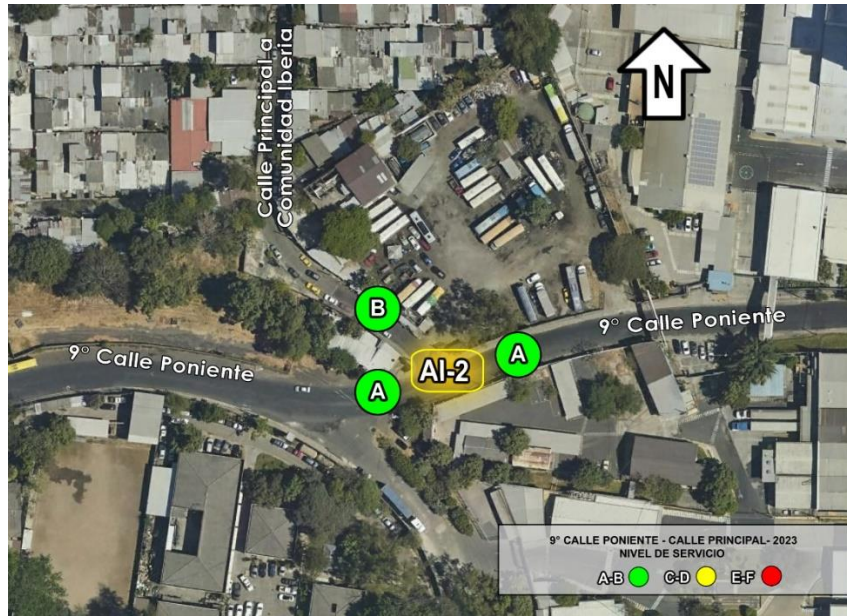 N
Calle Principal a
Comunidad Iberia
B
9° Calle Poniente
A
AI-2
A
9° Calle Poniente
9° CALLE PONIENTE - CALLE PRINCIPAL- 2023
NIVEL DE SERVICIO
A-B C-D E-F